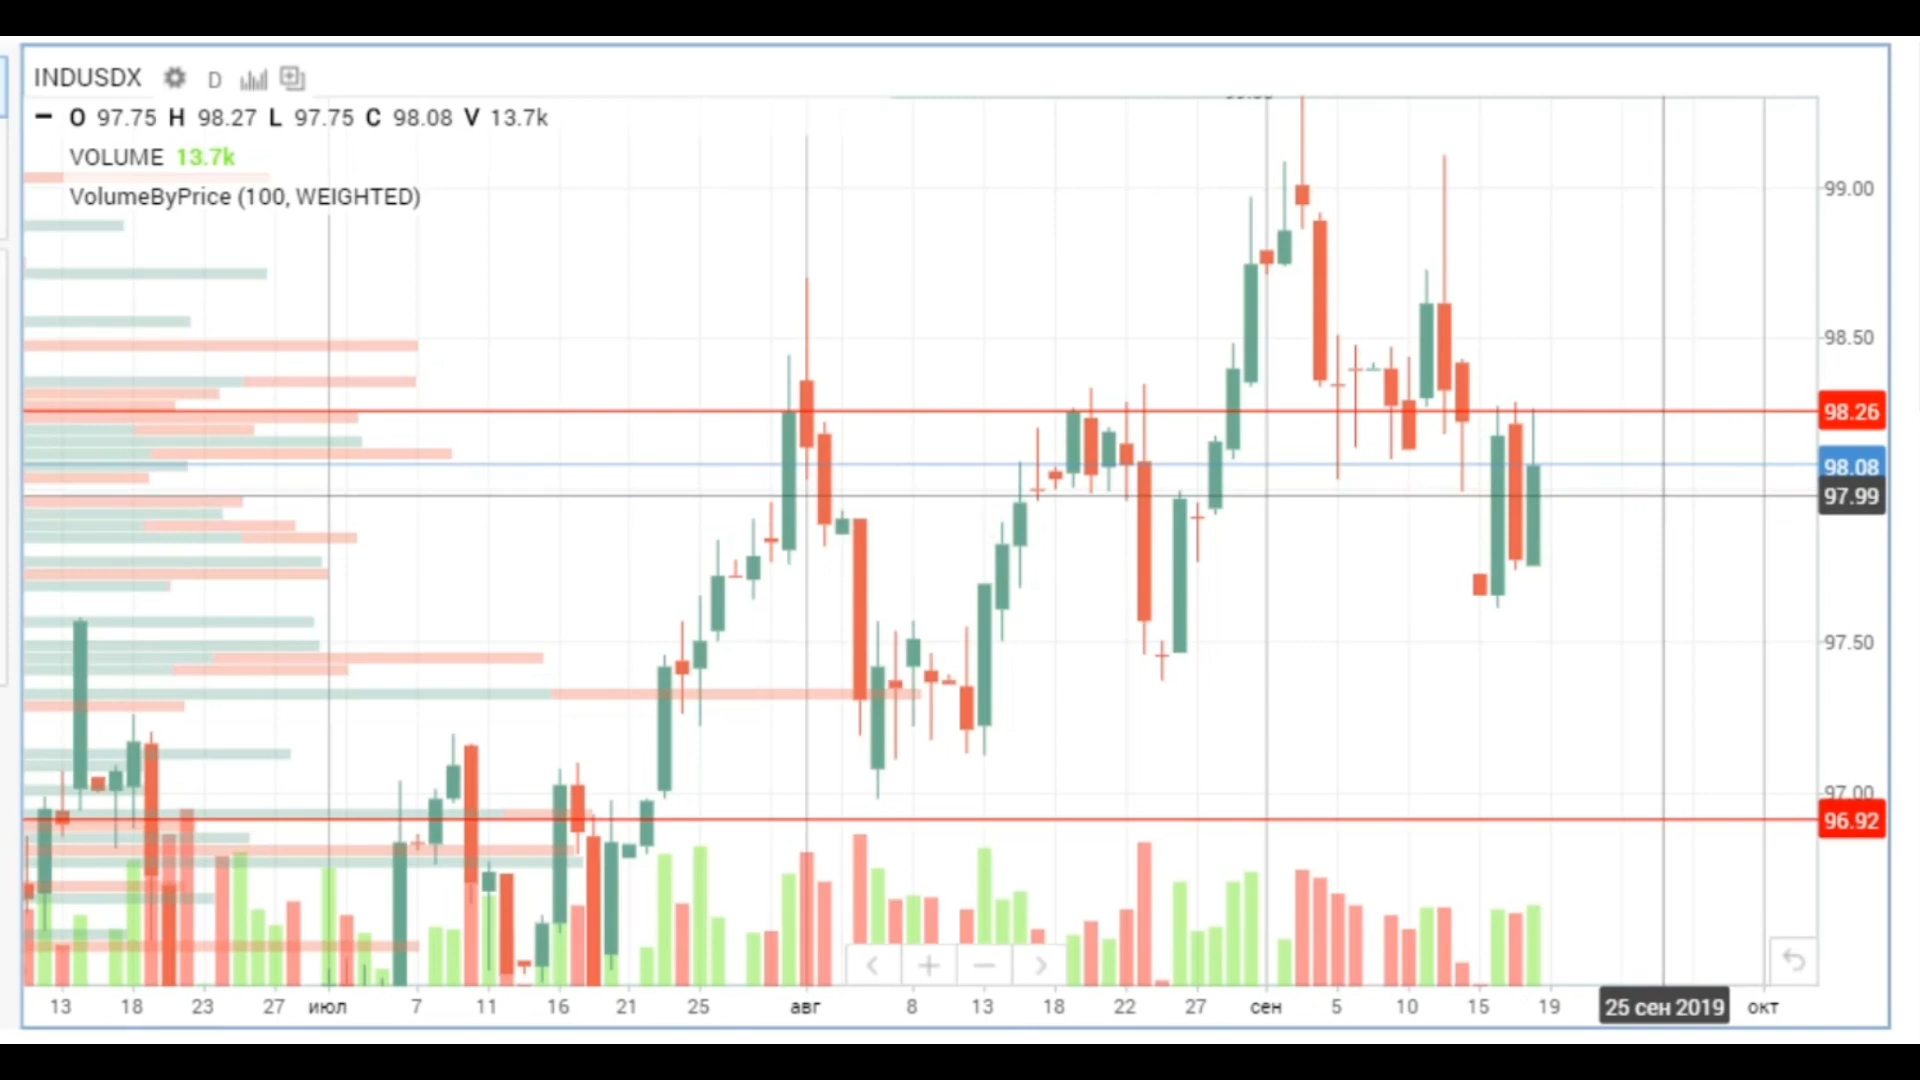 INDUSDX D
O 97.75 H 98.27 L 97.75 C 98.08 V 13.7k
VOLUME 13.7k
VolumeByPrice (100, WEIGHTED)
99.00
98.50
98.26
98.08
97.99
97.50
97.00
96.92
13 18 23 27 июл 7 11 16 21 25 авг 8 13 18 22 27 сен 5 10 15 19 25 сен 2019 окт